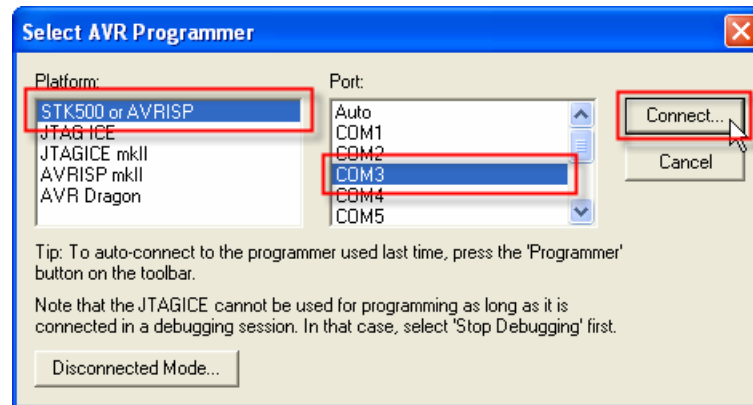 Select AVR Programmer
Platform:
Port:
STK500 or AVRISP
JTAG ICE
JTAGICE mkII
AVRISP mkII
AVR Dragon
Auto
COM1
COM2
COM3
COM4
COM5
Connect...
Cancel
Tip: To auto-connect to the programmer used last time, press the 'Programmer'
button on the toolbar.
Note that the JTAGICE cannot be used for programming as long as it is
connected in a debugging session. In that case, select 'Stop Debugging' first.
Disconnected Mode...